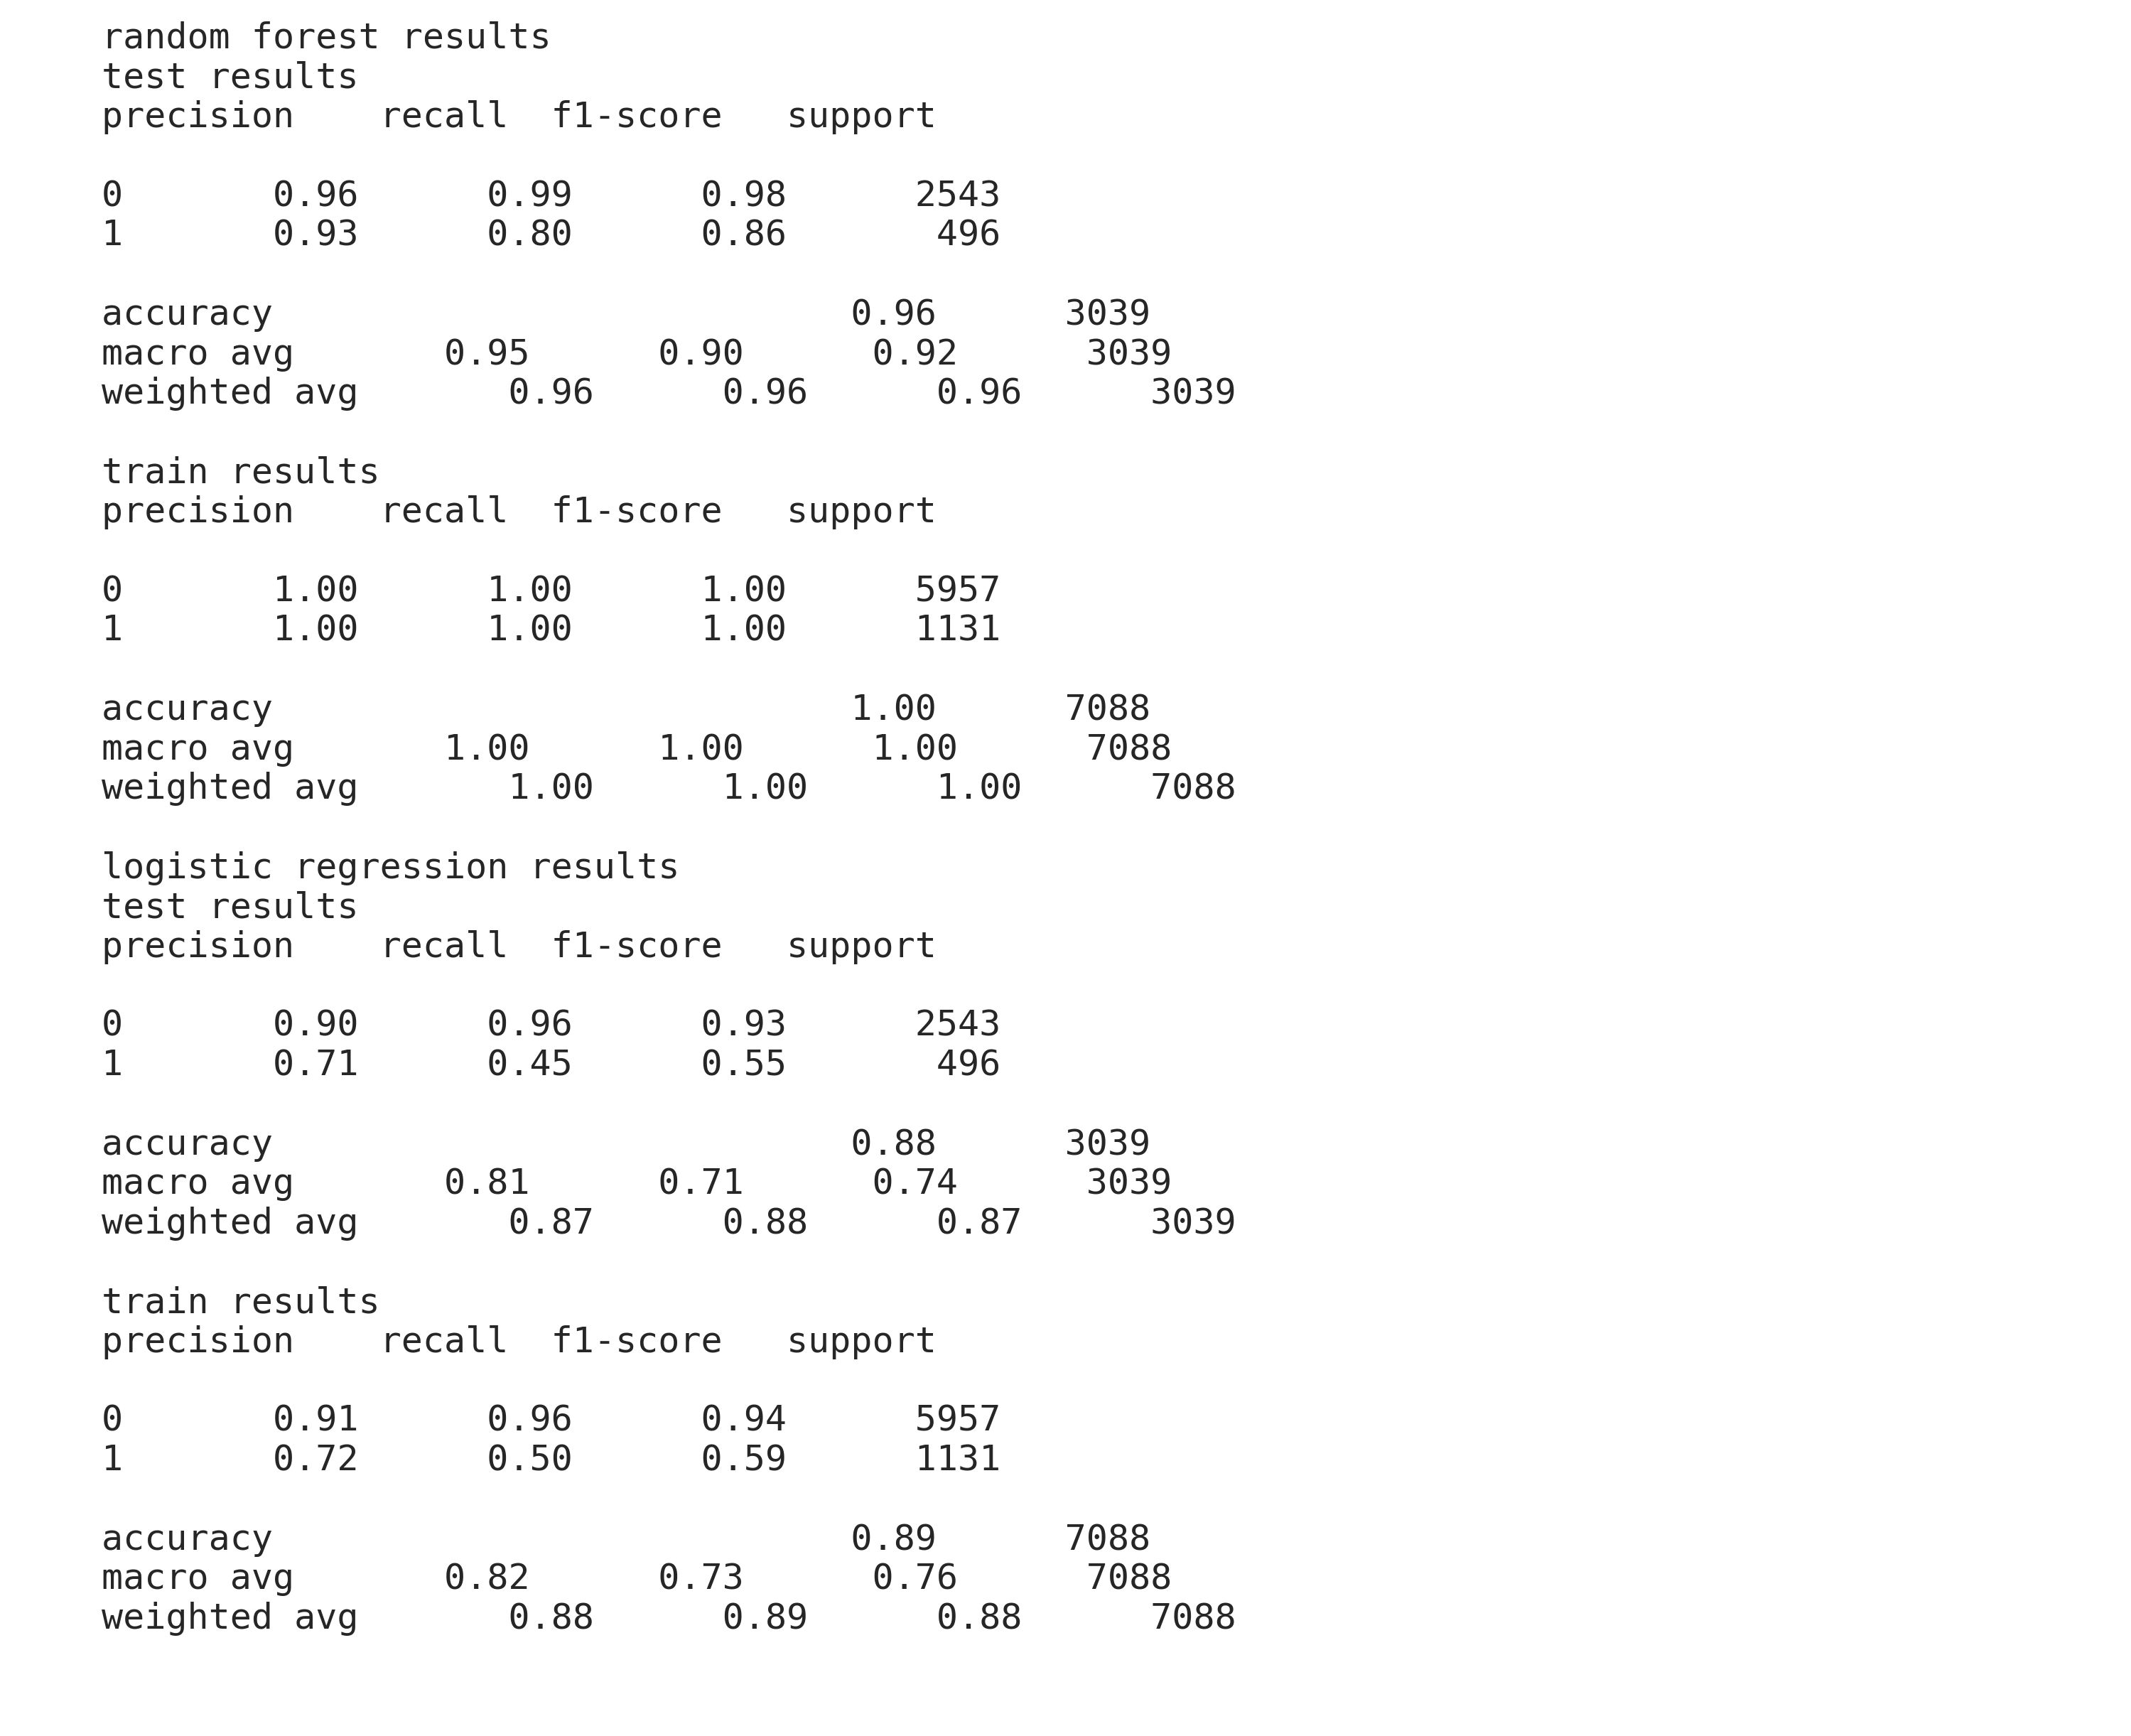 random forest results
test results
precision    recall  f1-score   support
0       0.96      0.99      0.98      2543
1       0.93      0.80      0.86       496
accuracy                           0.96      3039
macro avg       0.95      0.90      0.92      3039
weighted avg       0.96      0.96      0.96      3039
train results
precision    recall  f1-score   support
0       1.00      1.00      1.00      5957
1       1.00      1.00      1.00      1131
accuracy                           1.00      7088
macro avg       1.00      1.00      1.00      7088
weighted avg       1.00      1.00      1.00      7088
logistic regression results
test results
precision    recall  f1-score   support
0       0.90      0.96      0.93      2543
1       0.71      0.45      0.55       496
accuracy                           0.88      3039
macro avg       0.81      0.71      0.74      3039
weighted avg       0.87      0.88      0.87      3039
train results
precision    recall  f1-score   support
0       0.91      0.96      0.94      5957
1       0.72      0.50      0.59      1131
accuracy                           0.89      7088
macro avg       0.82      0.73      0.76      7088
weighted avg       0.88      0.89      0.88      7088